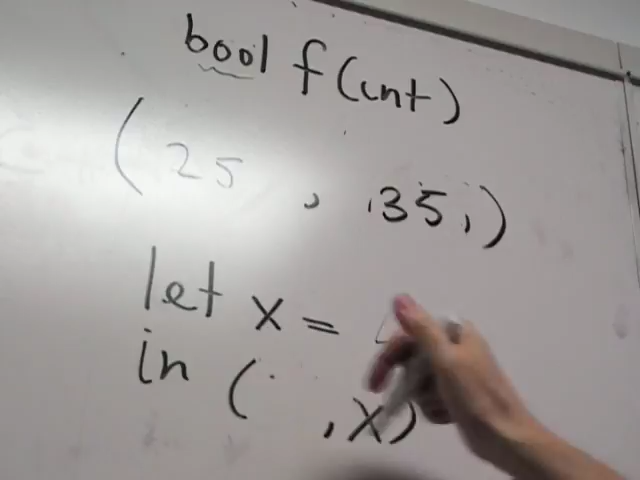 bool f(int)
(25 , 35,)
let x =
in ( , x)